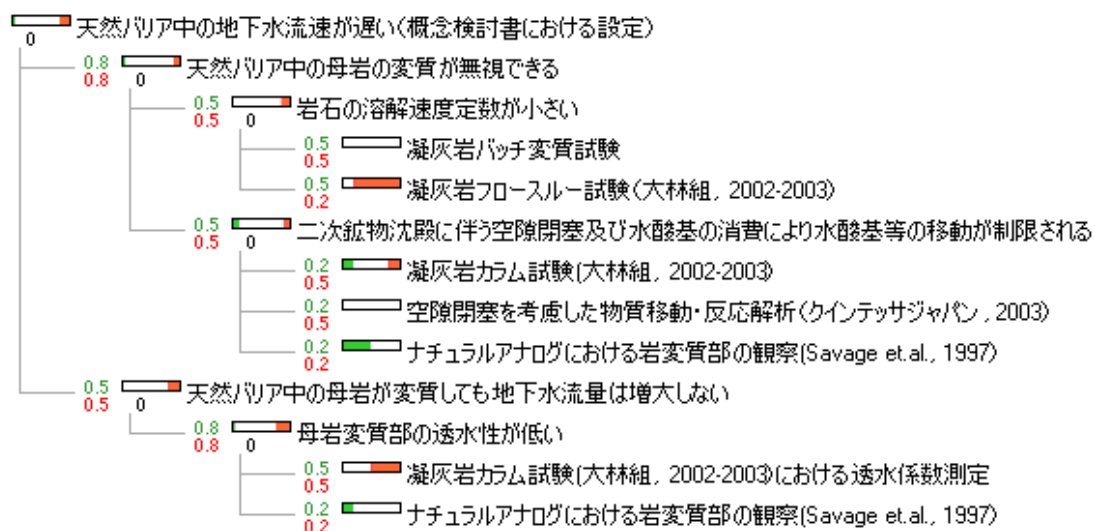 天然バリア中の地下水流速が遅い(概念検討書における設定)
0
0.8
0.8
0
天然バリア中の母岩の変質が無視できる
0.5
0.5
0
岩石の溶解速度定数が小さい
0.5
0.5
凝灰岩バッチ変質試験
0.5
0.2
凝灰岩フロースルー試験(大林組, 2002-2003)
0.5
0.5
0
二次鉱物沈殿に伴う空隙閉塞及び水酸基の消費により水酸基等の移動が制限される
0.2
0.5
凝灰岩カラム試験(大林組, 2002-2003)
0.2
0.5
空隙閉塞を考慮した物質移動・反応解析(クインテッサジャパン, 2003)
0.2
0.2
ナチュラルアナログにおける岩変質部の観察(Savage et.al., 1997)
0.5
0.5
0
天然バリア中の母岩が変質しても地下水流量は増大しない
0.8
0.8
0
母岩変質部の透水性が低い
0.5
0.5
凝灰岩カラム試験(大林組, 2002-2003)における透水係数測定
0.2
0.2
ナチュラルアナログにおける岩変質部の観察(Savage et.al., 1997)